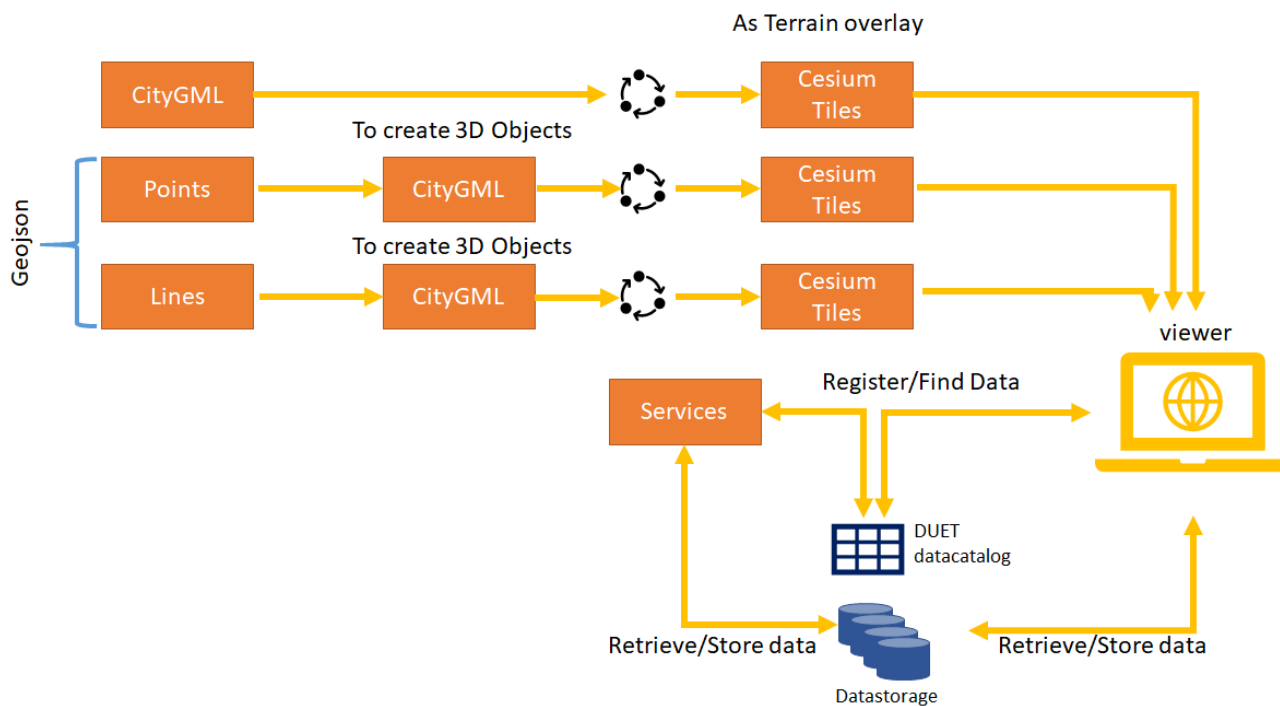 As Terrain overlay
CityGML
Cesium
Tiles
To create 3D Objects
Geojson
Points
CityGML
Cesium
Tiles
To create 3D Objects
Lines
CityGML
Cesium
Tiles
viewer
Register/Find Data
Services
DUET
datacatalog
Retrieve/Store data
Retrieve/Store data
Datastorage